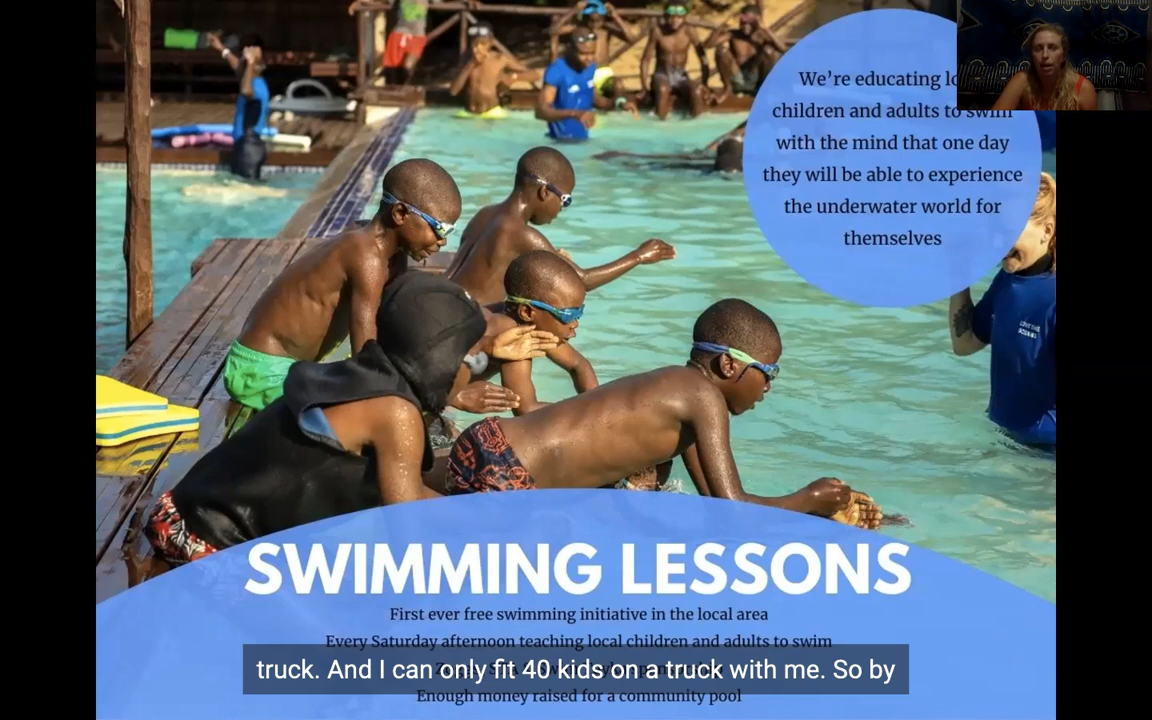 We're educating lo
children and adults to swim
with the mind that one day
they will be able to experience
the underwater world for
themselves
SWIMMING LESSONS
First ever free swimming initiative in the local area
Every Saturday afternoon teaching local children and adults to swim
truck. And I can only fit 40 kids on a truck with me. So by
Enough money raised for a community pool